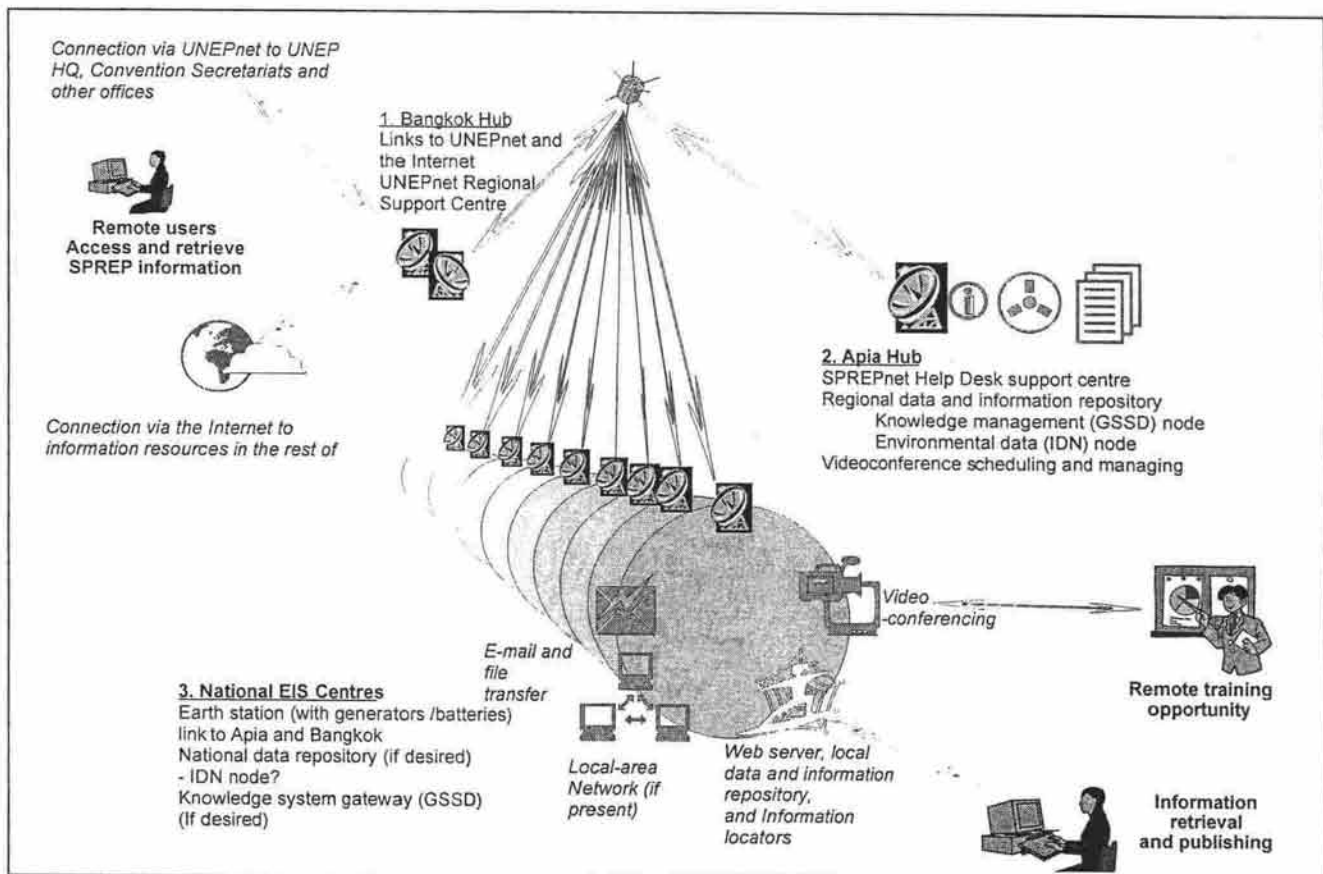 Connection via UNEPnet to UNEP
HQ, Convention Secretariats and
other offices
1. Bangkok Hub
Links to UNEPnet and
the Internet
UNEPnet Regional
Support Centre
Remote users
Access and retrieve
SPREP information
Connection via the Internet to
information resources in the rest of
2. Apia Hub
SPREPnet Help Desk support centre
Regional data and information repository
Knowledge management (GSSD) node
Environmental data (IDN) node
Videoconference scheduling and managing
Video
-conferencing
Remote training
opportunity
E-mail and
file
transfer
3. National EIS Centres
Earth station (with generators /batteries)
link to Apia and Bangkok
National data repository (if desired)
- IDN node?
Knowledge system gateway (GSSD)
(If desired)
Local-area
Network (if
present)
Web server, local
data and information
repository,
and Information
locators
Information
retrieval
and publishing